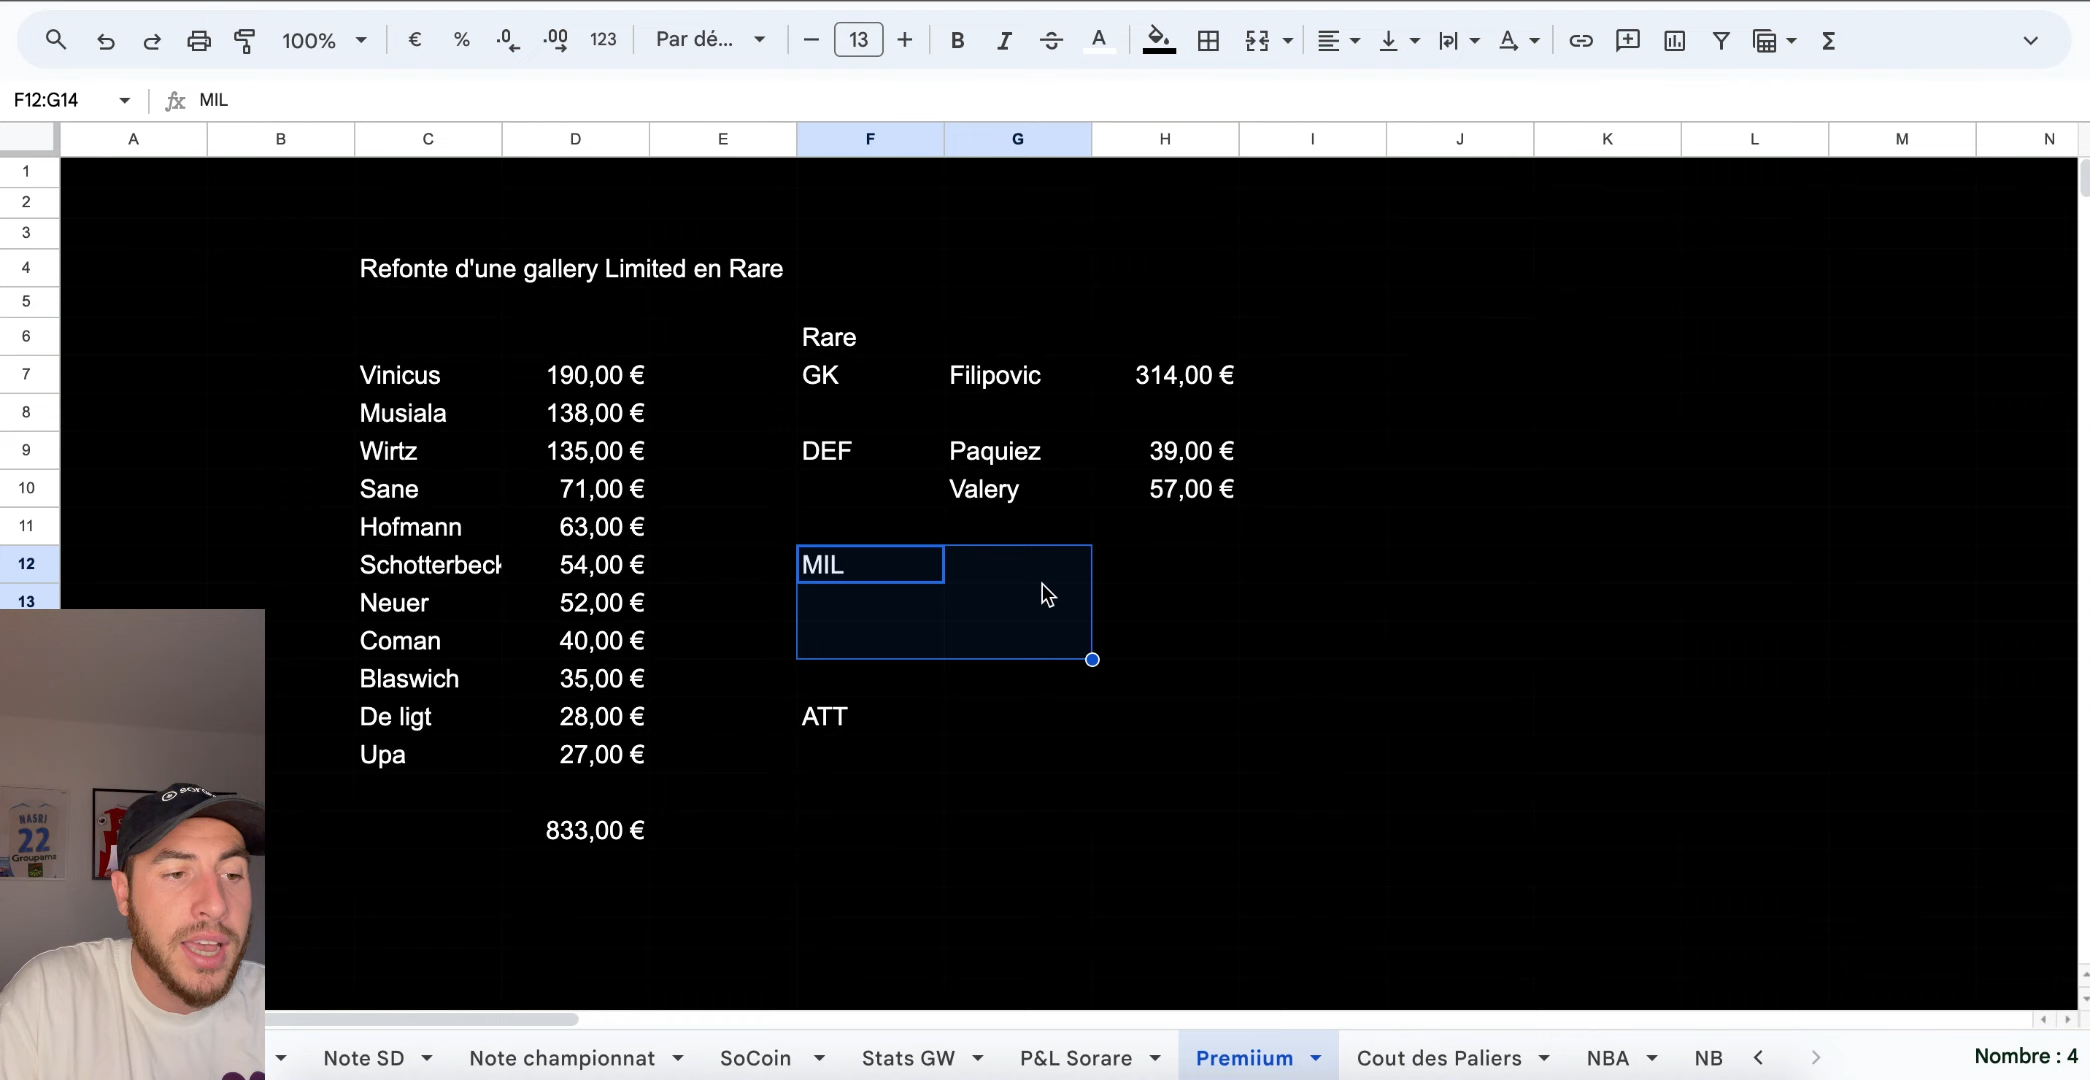 100%
€
%
.0
.00
123
Par dé...
13
B
I
A
Σ
F12:G14
fx
MIL
A B C D E F G H I J K L M N
1
2
3
4 Refonte d'une gallery Limited en Rare
5
6 Rare
7 Vinicus 190,00 € GK Filipovic 314,00 €
8 Musiala 138,00 €
9 Wirtz 135,00 € DEF Paquiez 39,00 €
10 Sane 71,00 € Valery 57,00 €
11 Hofmann 63,00 €
12 Schotterbeck 54,00 € MIL
13 Neuer 52,00 €
Coman 40,00 €
Blaswich 35,00 €
De ligt 28,00 € ATT
Upa 27,00 €
833,00 €
NASRI
22
Groupama
Note SD
Note championnat
SoCoin
Stats GW
P&L Sorare
Premiium
Cout des Paliers
NBA
NB
Nombre : 4